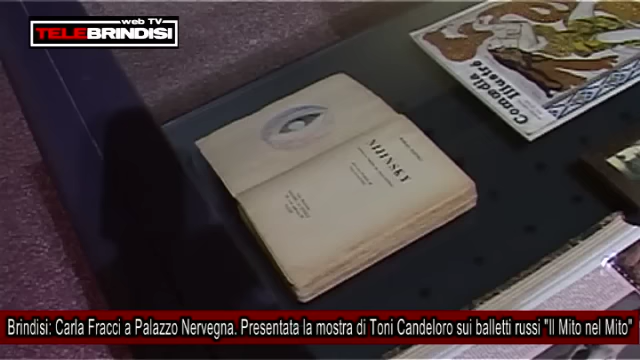 web TV
TELEBRINDISI
Comœdia
Illustré
NIJINSKY
Brindisi: Carla Fracci a Palazzo Nervegna. Presentata la mostra di Toni Candeloro sui balletti russi "Il Mito nel Mito"